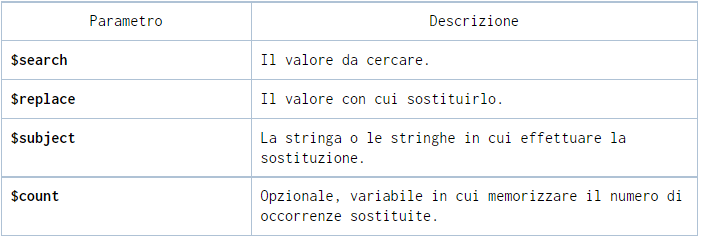 Parametro Descrizione
$search Il valore da cercare.
$replace Il valore con cui sostituirlo.
$subject La stringa o le stringhe in cui effettuare la
sostituzione.
$count Opzionale, variabile in cui memorizzare il numero di
occorrenze sostituite.